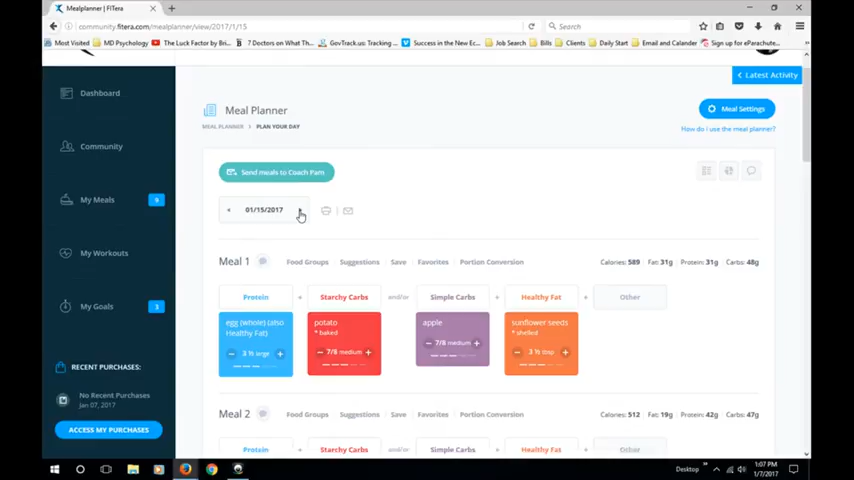 Mealplanner | FiTera
community.fitera.com/mealplanner/view/2017/1/15
Search
Most Visited
MD Psychology
The Luck Factor by Bri...
7 Doctors on What Th...
GovTrack.us: Tracking ...
Success in the New Ec...
Job Search
Bills
Clients
Daily Start
Email and Calander
Sign up for eParachute...
Latest Activity
Dashboard
Community
My Meals 9
My Workouts
My Goals 3
RECENT PURCHASES:
No Recent Purchases
Jan 07, 2017
ACCESS MY PURCHASES
Meal Planner
MEAL PLANNER > PLAN YOUR DAY
Meal Settings
How do I use the meal planner?
Send meals to Coach Pam
01/15/2017
Meal 1 Food Groups Suggestions Save Favorites Portion Conversion Calories: 589 Fat: 31g Protein: 31g Carbs: 48g
Protein + Starchy Carbs and/or Simple Carbs + Healthy Fat + Other
egg (whole) (also
Healthy Fat)
3 ½ large
potato
* baked
7/8 medium
apple
7/8 medium
sunflower seeds
* shelled
3 ½ tbsp
Meal 2 Food Groups Suggestions Save Favorites Portion Conversion Calories: 512 Fat: 19g Protein: 42g Carbs: 47g
Protein + Starchy Carbs and/or Simple Carbs + Healthy Fat + Other
Desktop
1:07 PM
1/7/2017